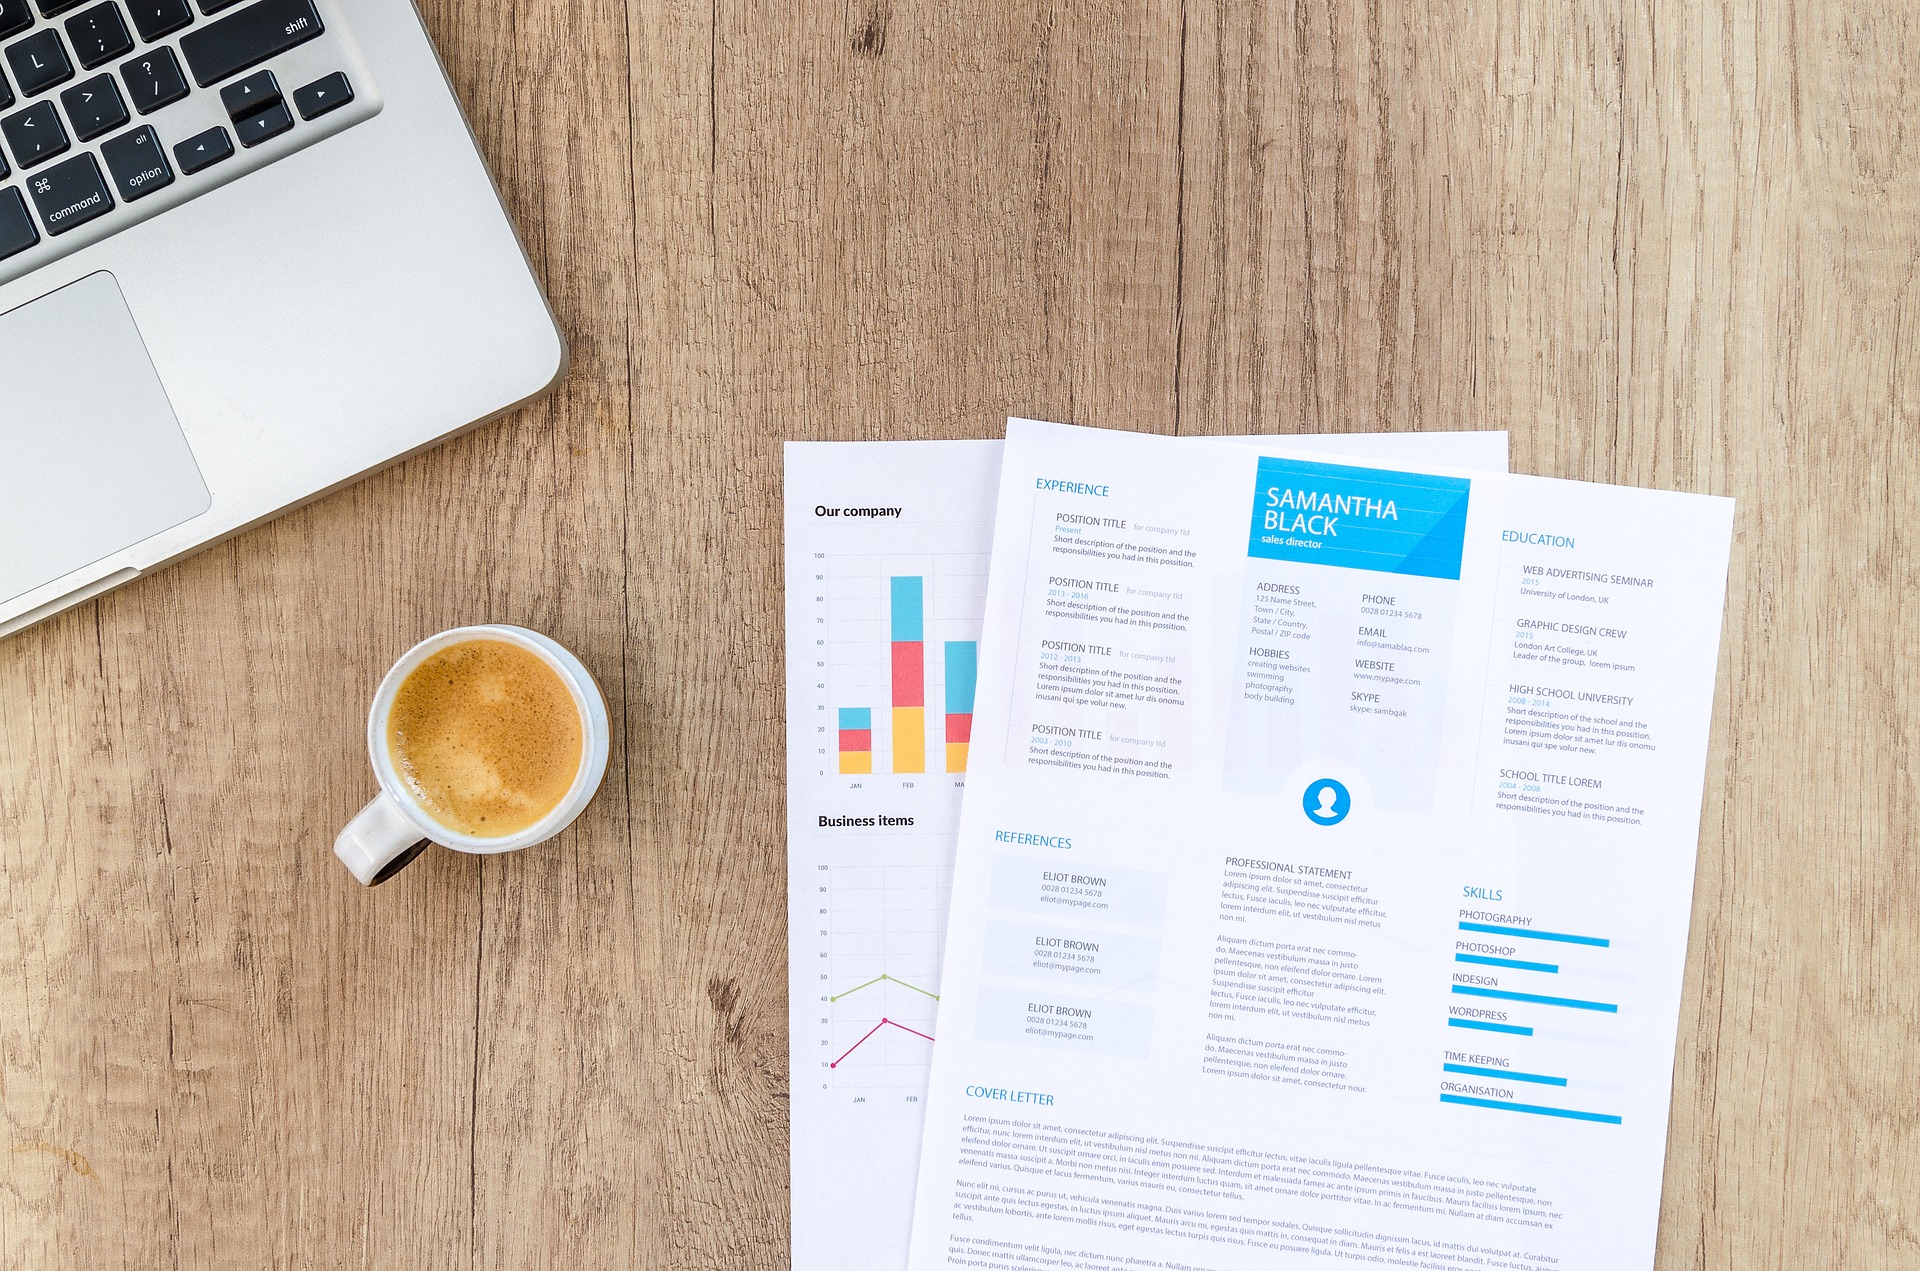 shift
L
:
;
"
'
?
/
>
.
<
,
alt
option
⌘
command
Our company
100
90
80
70
60
50
40
30
20
10
0
JAN
FEB
MA
Business items
100
90
80
70
60
50
40
30
20
10
0
JAN
FEB
EXPERIENCE
POSITION TITLE for company tld
Present
Short description of the position and the
responsibilities you had in this possition.
POSITION TITLE for company tld
2013 - 2016
Short description of the position and the
responsibilities you had in this possition.
POSITION TITLE for company tld
2012 - 2013
Short description of the position and the
responsibilities you had in this possition.
Lorem ipsum dolor sit amet lur dis onomu
inusani qui spe volur new.
POSITION TITLE for company tld
2003 - 2010
Short description of the position and the
responsibilities you had in this possition.
REFERENCES
ELIOT BROWN
0028 01234 5678
eliot@mypage.com
ELIOT BROWN
0028 01234 5678
eliot@mypage.com
ELIOT BROWN
0028 01234 5678
eliot@mypage.com
SAMANTHA
BLACK
sales director
ADDRESS
125 Name Street,
Town / City,
State / Country,
Postal / ZIP code
HOBBIES
creating websites
swimming
photography
body building
PHONE
0028 01234 5678
EMAIL
info@samablaq.com
WEBSITE
www.mypage.com
SKYPE
skype: sambqak
PROFESSIONAL STATEMENT
Lorem ipsum dolor sit amet, consectetur
adipiscing elit. Suspendisse suscipit efficitur
lectus, Fusce iaculis, leo nec vulputate efficitur,
lorem interdum elit, ut vestibulum nisl metus
non mi.
Aliquam dictum porta erat nec commo-
do. Maecenas vestibulum massa in justo
pellentesque, non eleifend dolor ornare. Lorem
ipsum dolor sit amet, consectetur adipiscing elit.
Suspendisse suscipit efficitur
lectus, Fusce iaculis, leo nec vulputate efficitur,
lorem interdum elit, ut vestibulum nisl metus
non mi.
Aliquam dictum porta erat nec commo-
do. Maecenas vestibulum massa in justo
pellentesque, non eleifend dolor ornare.
Lorem ipsum dolor sit amet, consectetur nour.
EDUCATION
WEB ADVERTISING SEMINAR
2015
University of London, UK
GRAPHIC DESIGN CREW
2015
London Art College, UK
Leader of the group, lorem ipsum
HIGH SCHOOL UNIVERSITY
2008 - 2014
Short description of the school and the
responsibilities you had in this possition.
Lorem ipsum dolor sit amet lur dis onomu
inusani qui spe volur new.
SCHOOL TITLE LOREM
2004 - 2008
Short description of the position and the
responsibilities you had in this possition.
SKILLS
PHOTOGRAPHY
PHOTOSHOP
INDESIGN
WORDPRESS
TIME KEEPING
ORGANISATION
COVER LETTER
Lorem ipsum dolor sit amet, consectetur adipiscing elit. Suspendisse suscipit efficitur lectus, vitae iaculis ligula pellentesque vitae. Fusce iaculis, leo nec vulputate
efficitur, nunc lorem interdum elit, ut vestibulum nisl metus non mi. Aliquam dictum porta erat nec commodo. Maecenas vestibulum massa in justo pellentesque, non
eleifend dolor ornare. Ut suscipit ornare orci, in iaculis enim posuere sed. Interdum et malesuada fames ac ante ipsum primis in faucibus. Mauris facilisis lorem ipsum, nec
venenatis massa suscipit a. Morbi non metus nisi. Integer interdum luctus quam, sit amet ornare dolor porttitor vitae. In ac fermentum mi. Nullam at diam accumsan ex
eleifend varius. Quisque et lacus fermentum, varius mauris eu, consectetur tellus.
Nunc elit mi, cursus ac purus ut, vehicula venenatis magna. Duis varius lorem sed tempor sodales. Quisque sollicitudin dignissim lacus, id mattis dui volutpat at. Curabitur
suscipit ante quis lectus egestas, in luctus ipsum aliquet. Mauris arcu mi, egestas quis mattis in, consequat in diam. Mauris et felis a est laoreet blandit. Fusce luctus,
ac vestibulum lobortis, ante lorem mollis risus, eget egestas lectus turpis quis risus. Fusce eu posuere ligula. Ut turpis odio, molestie facilisis eros
tellus.
Fusce condimentum velit ligula, nec dictum nunc pharetra a. Nullam
quis. Donec mattis ullamcorper leo, ac laoreet
Proin porta purus